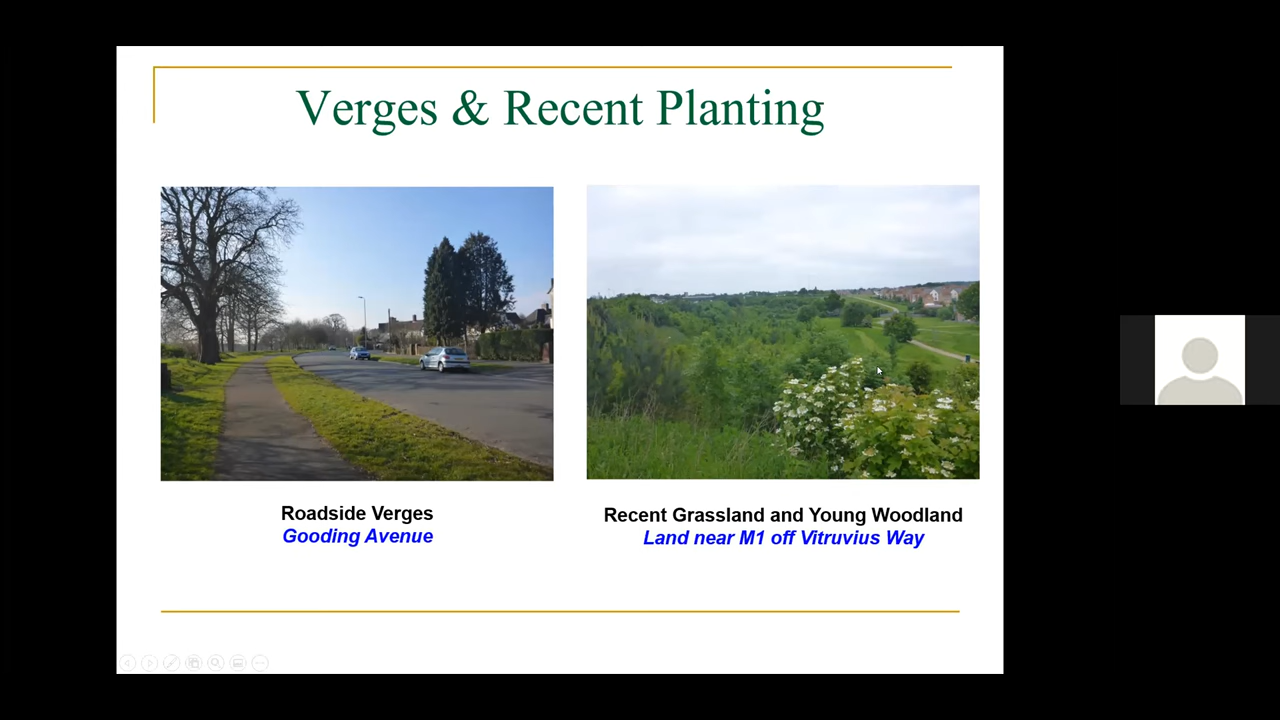 Verges & Recent Planting
Roadside Verges
Gooding Avenue
Recent Grassland and Young Woodland
Land near M1 off Vitruvius Way